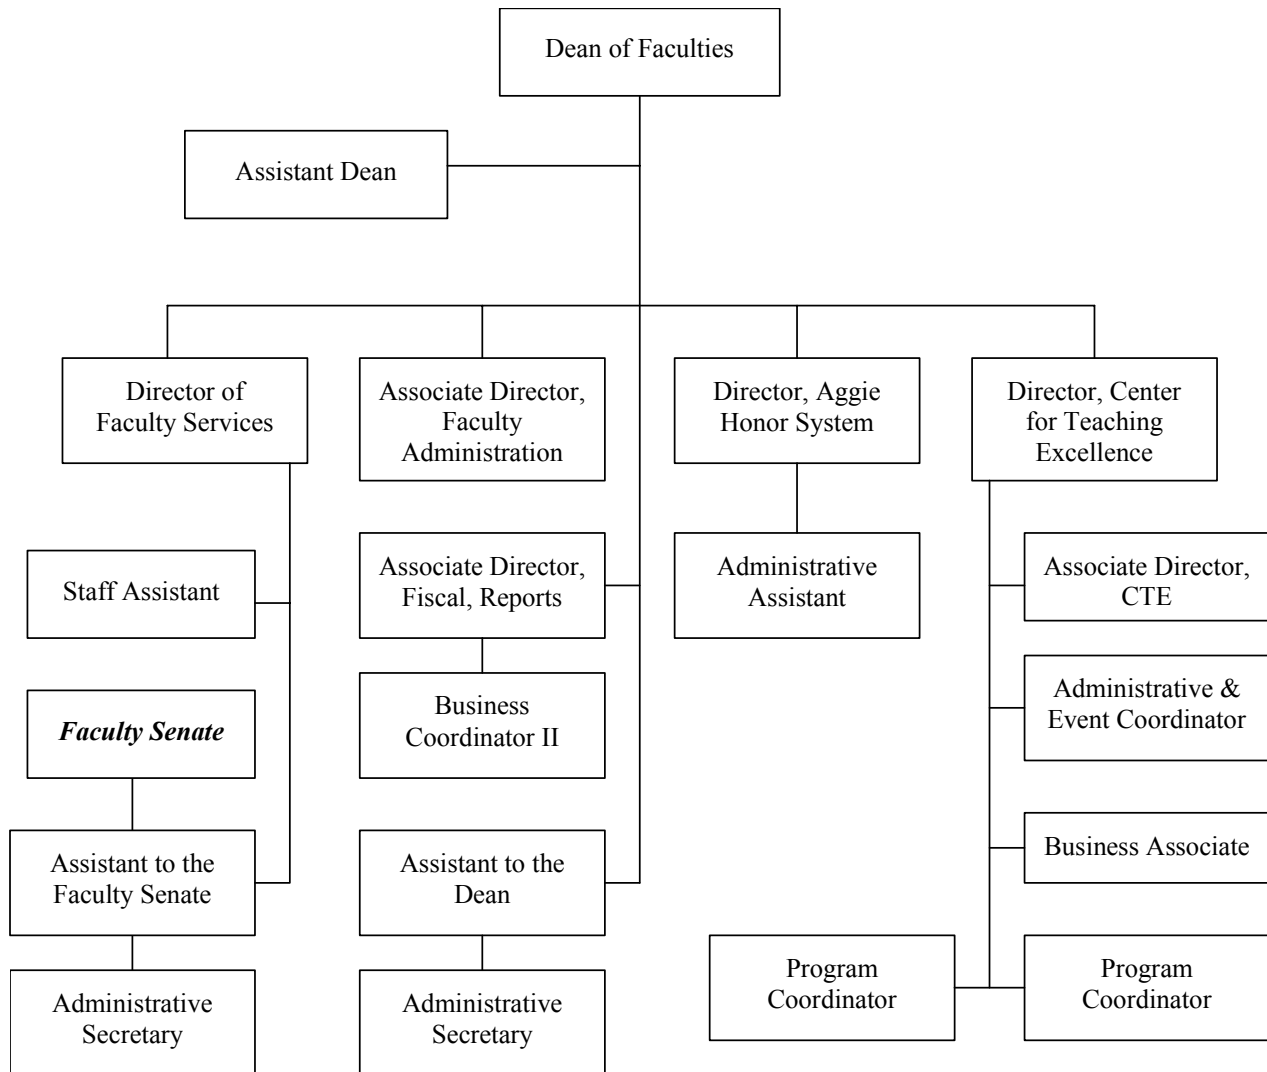 Dean of Faculties
Assistant Dean
Director of
Faculty Services
Associate Director,
Faculty
Administration
Director, Aggie
Honor System
Director, Center
for Teaching
Excellence
Staff Assistant
Associate Director,
Fiscal, Reports
Administrative
Assistant
Associate Director,
CTE
Faculty Senate
Business
Coordinator II
Administrative &
Event Coordinator
Assistant to the
Faculty Senate
Assistant to the
Dean
Business Associate
Administrative
Secretary
Administrative
Secretary
Program
Coordinator
Program
Coordinator